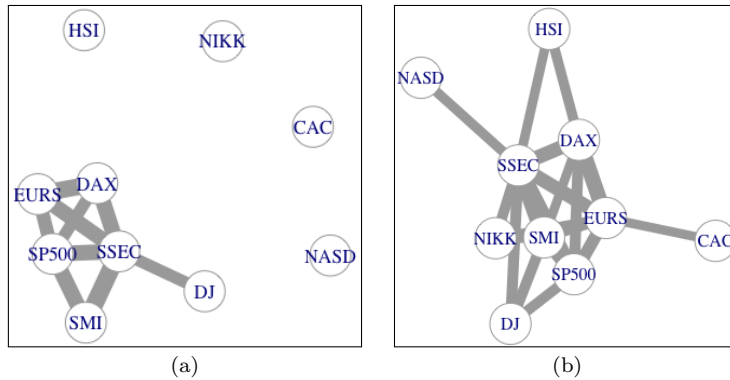 HSI
NIKK
CAC
DAX
EURS
SP500
SSEC
NASD
DJ
SMI
(a)
HSI
NASD
DAX
SSEC
EURS
NIKK
SMI
CAC
SP500
DJ
(b)